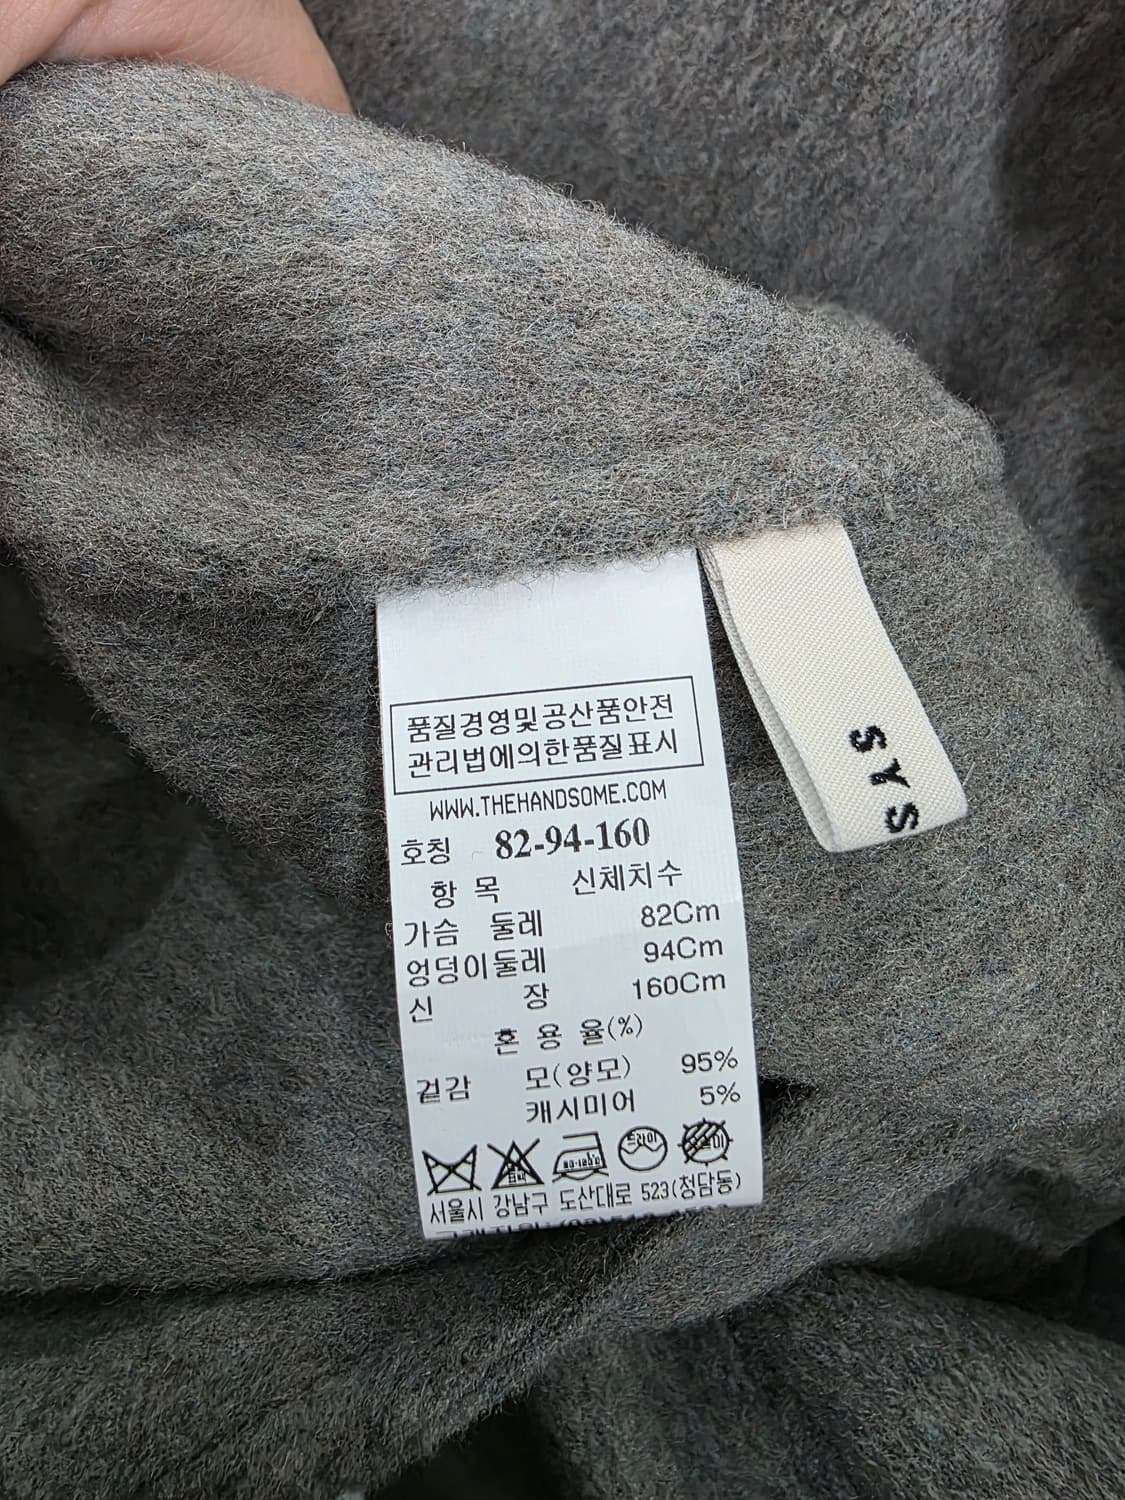 품질경영및공산품안전
관리법에의한품질표시
WWW.THEHANDSOME.COM
호칭 82-94-160
항 목 신체치수
가슴 둘레 82Cm
엉덩이둘레 94Cm
신 장 160Cm
혼 용 율(%)
겉감 모(양모) 95%
캐시미어 5%
드라이
서울시 강남구 도산대로 523(청담동)
SYS